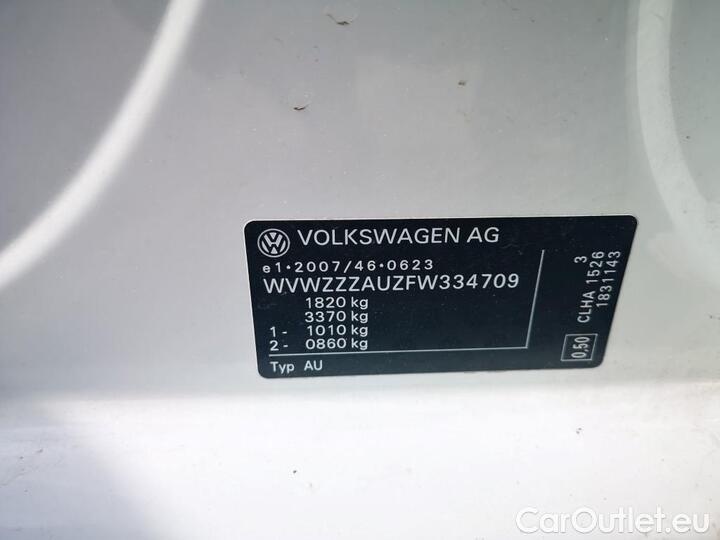 VOLKSWAGEN AG
e1•2007/46•0623
WVWZZZAUZFW334709
1820 kg
3370 kg
1- 1010 kg
2- 0860 kg
Typ AU
3
CLHA 1526
1831143
0,50
CarOutlet.eu